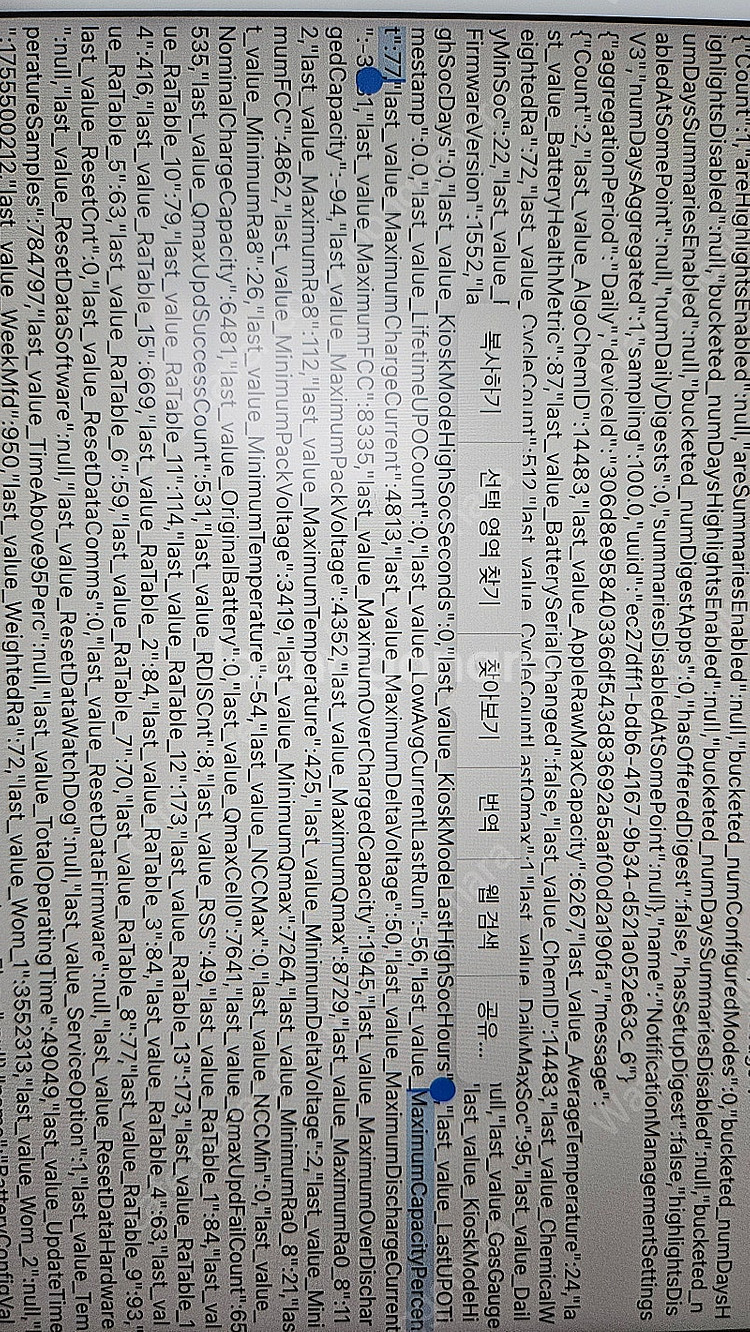 {"Count":1,"areHighlightsEnabled":null,"areSummariesEnabled":null,"bucketed_numConfiguredModes":0,"bucketed_numDaysH
ighlightsDisabled":null,"bucketed_numDaysHighlightsEnabled":null,"bucketed_numDaysSummariesDisabled":null,"bucketed_n
umDaysSummariesEnabled":null,"bucketed_numDigestApps":0,"hasOfferedDigest":false,"hasSetupDigest":false,"highlightsDis
abledAtSomePoint":null,"numDailyDigests":0,"summariesDisabledAtSomePoint":null},"name":"NotificationManagementSettings
V3","numDaysAggregated":1,"sampling":100.0,"uuid":"ec27dff1-bdb6-4167-9b34-d521a052e63c_6"}
{"aggregationPeriod":"Daily","deviceId":"306d8e95840336df543d83692a5aaf00d2a190fa","message":
{"Count":2,"last_value_AlgoChemID":14483,"last_value_AppleRawMaxCapacity":6267,"last_value_AverageTemperature":24,"la
st_value_BatteryHealthMetric":87,"last_value_BatterySerialChanged":false,"last_value_ChemID":14483,"last_value_ChemicalW
eightedRa":72,"last_value_CycleCount":512,"last_value_CycleCountLastQmax":1,"last_value_DailyMaxSoc":95,"last_value_Dail
yMinSoc":22,"last_value_ ull,"last_value_GasGauge
FirmwareVersion":1552,"la "last_value_KioskModeHi
복사하기 선택 영역 찾기 찾아보기 번역 웹 검색 공유...
ghSocDays":0,"last_value_KioskModeHighSocSeconds":0,"last_value_KioskModeLastHighSocHours" "last_value_LastUPOTi
mestamp":0.0,"last_value_LifetimeUPOCount":0,"last_value_LowAvgCurrentLastRun":-56,"last_value_MaximumCapacityPercen
t":77,"last_value_MaximumChargeCurrent":4813,"last_value_MaximumDeltaVoltage":50,"last_value_MaximumDischargeCurrent
":-3 1,"last_value_MaximumFCC":8335,"last_value_MaximumOverChargedCapacity":1945,"last_value_MaximumOverDischar
gedCapacity":-94,"last_value_MaximumPackVoltage":4352,"last_value_MaximumQmax":8729,"last_value_MaximumRa0_8":11
2,"last_value_MaximumRa8":112,"last_value_MaximumTemperature":425,"last_value_MinimumDeltaVoltage":2,"last_value_Mini
mumFCC":4862,"last_value_MinimumPackVoltage":3419,"last_value_MinimumQmax":7264,"last_value_MinimumRa0_8":21,"las
t_value_MinimumRa8":26,"last_value_MinimumTemperature":-54,"last_value_NCCMax":0,"last_value_NCCMin":0,"last_value_
NominalChargeCapacity":6481,"last_value_OriginalBattery":0,"last_value_QmaxCell0":7641,"last_value_QmaxUpdFailCount":65
535,"last_value_QmaxUpdSuccessCount":531,"last_value_RDISCnt":8,"last_value_RSS":49,"last_value_RaTable_1":84,"last_val
ue_RaTable_10":79,"last_value_RaTable_11":114,"last_value_RaTable_12":173,"last_value_RaTable_13":173,"last_value_RaTable_1
4":416,"last_value_RaTable_15":669,"last_value_RaTable_2":84,"last_value_RaTable_3":84,"last_value_RaTable_4":63,"last_val
ue_RaTable_5":63,"last_value_RaTable_6":59,"last_value_RaTable_7":70,"last_value_RaTable_8":77,"last_value_RaTable_9":93,"
last_value_ResetCnt":0,"last_value_ResetDataComms":0,"last_value_ResetDataFirmware":null,"last_value_ResetDataHardware
":null,"last_value_ResetDataSoftware":null,"last_value_ResetDataWatchDog":null,"last_value_ServiceOption":1,"last_value_Tem
peratureSamples":784797,"last_value_TimeAbove95Perc":null,"last_value_TotalOperatingTime":49049,"last_value_UpdateTime
":1755500212,"last_value_WeekMfd":950,"last_value_WeightedRa":72,"last_value_Wom_1":3552313,"last_value_Wom_2":null,"